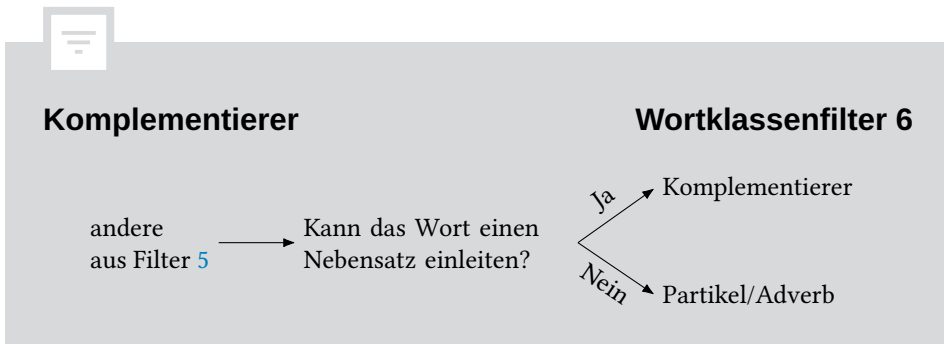 Komplementierer
Wortklassenfilter 6
andere
aus Filter 5
Kann das Wort einen
Nebensatz einleiten?
Ja
Komplementierer
Nein
Partikel/Adverb